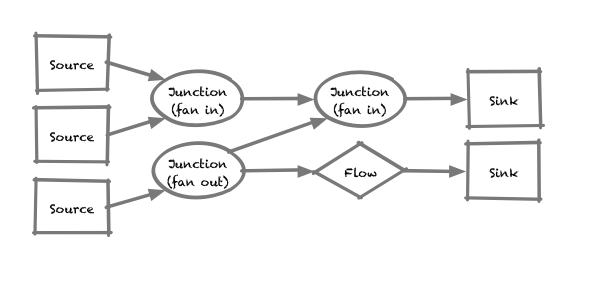 Source
Source
Source
Junction
(fan in)
Junction
(fan out)
Junction
(fan in)
Flow
Sink
Sink